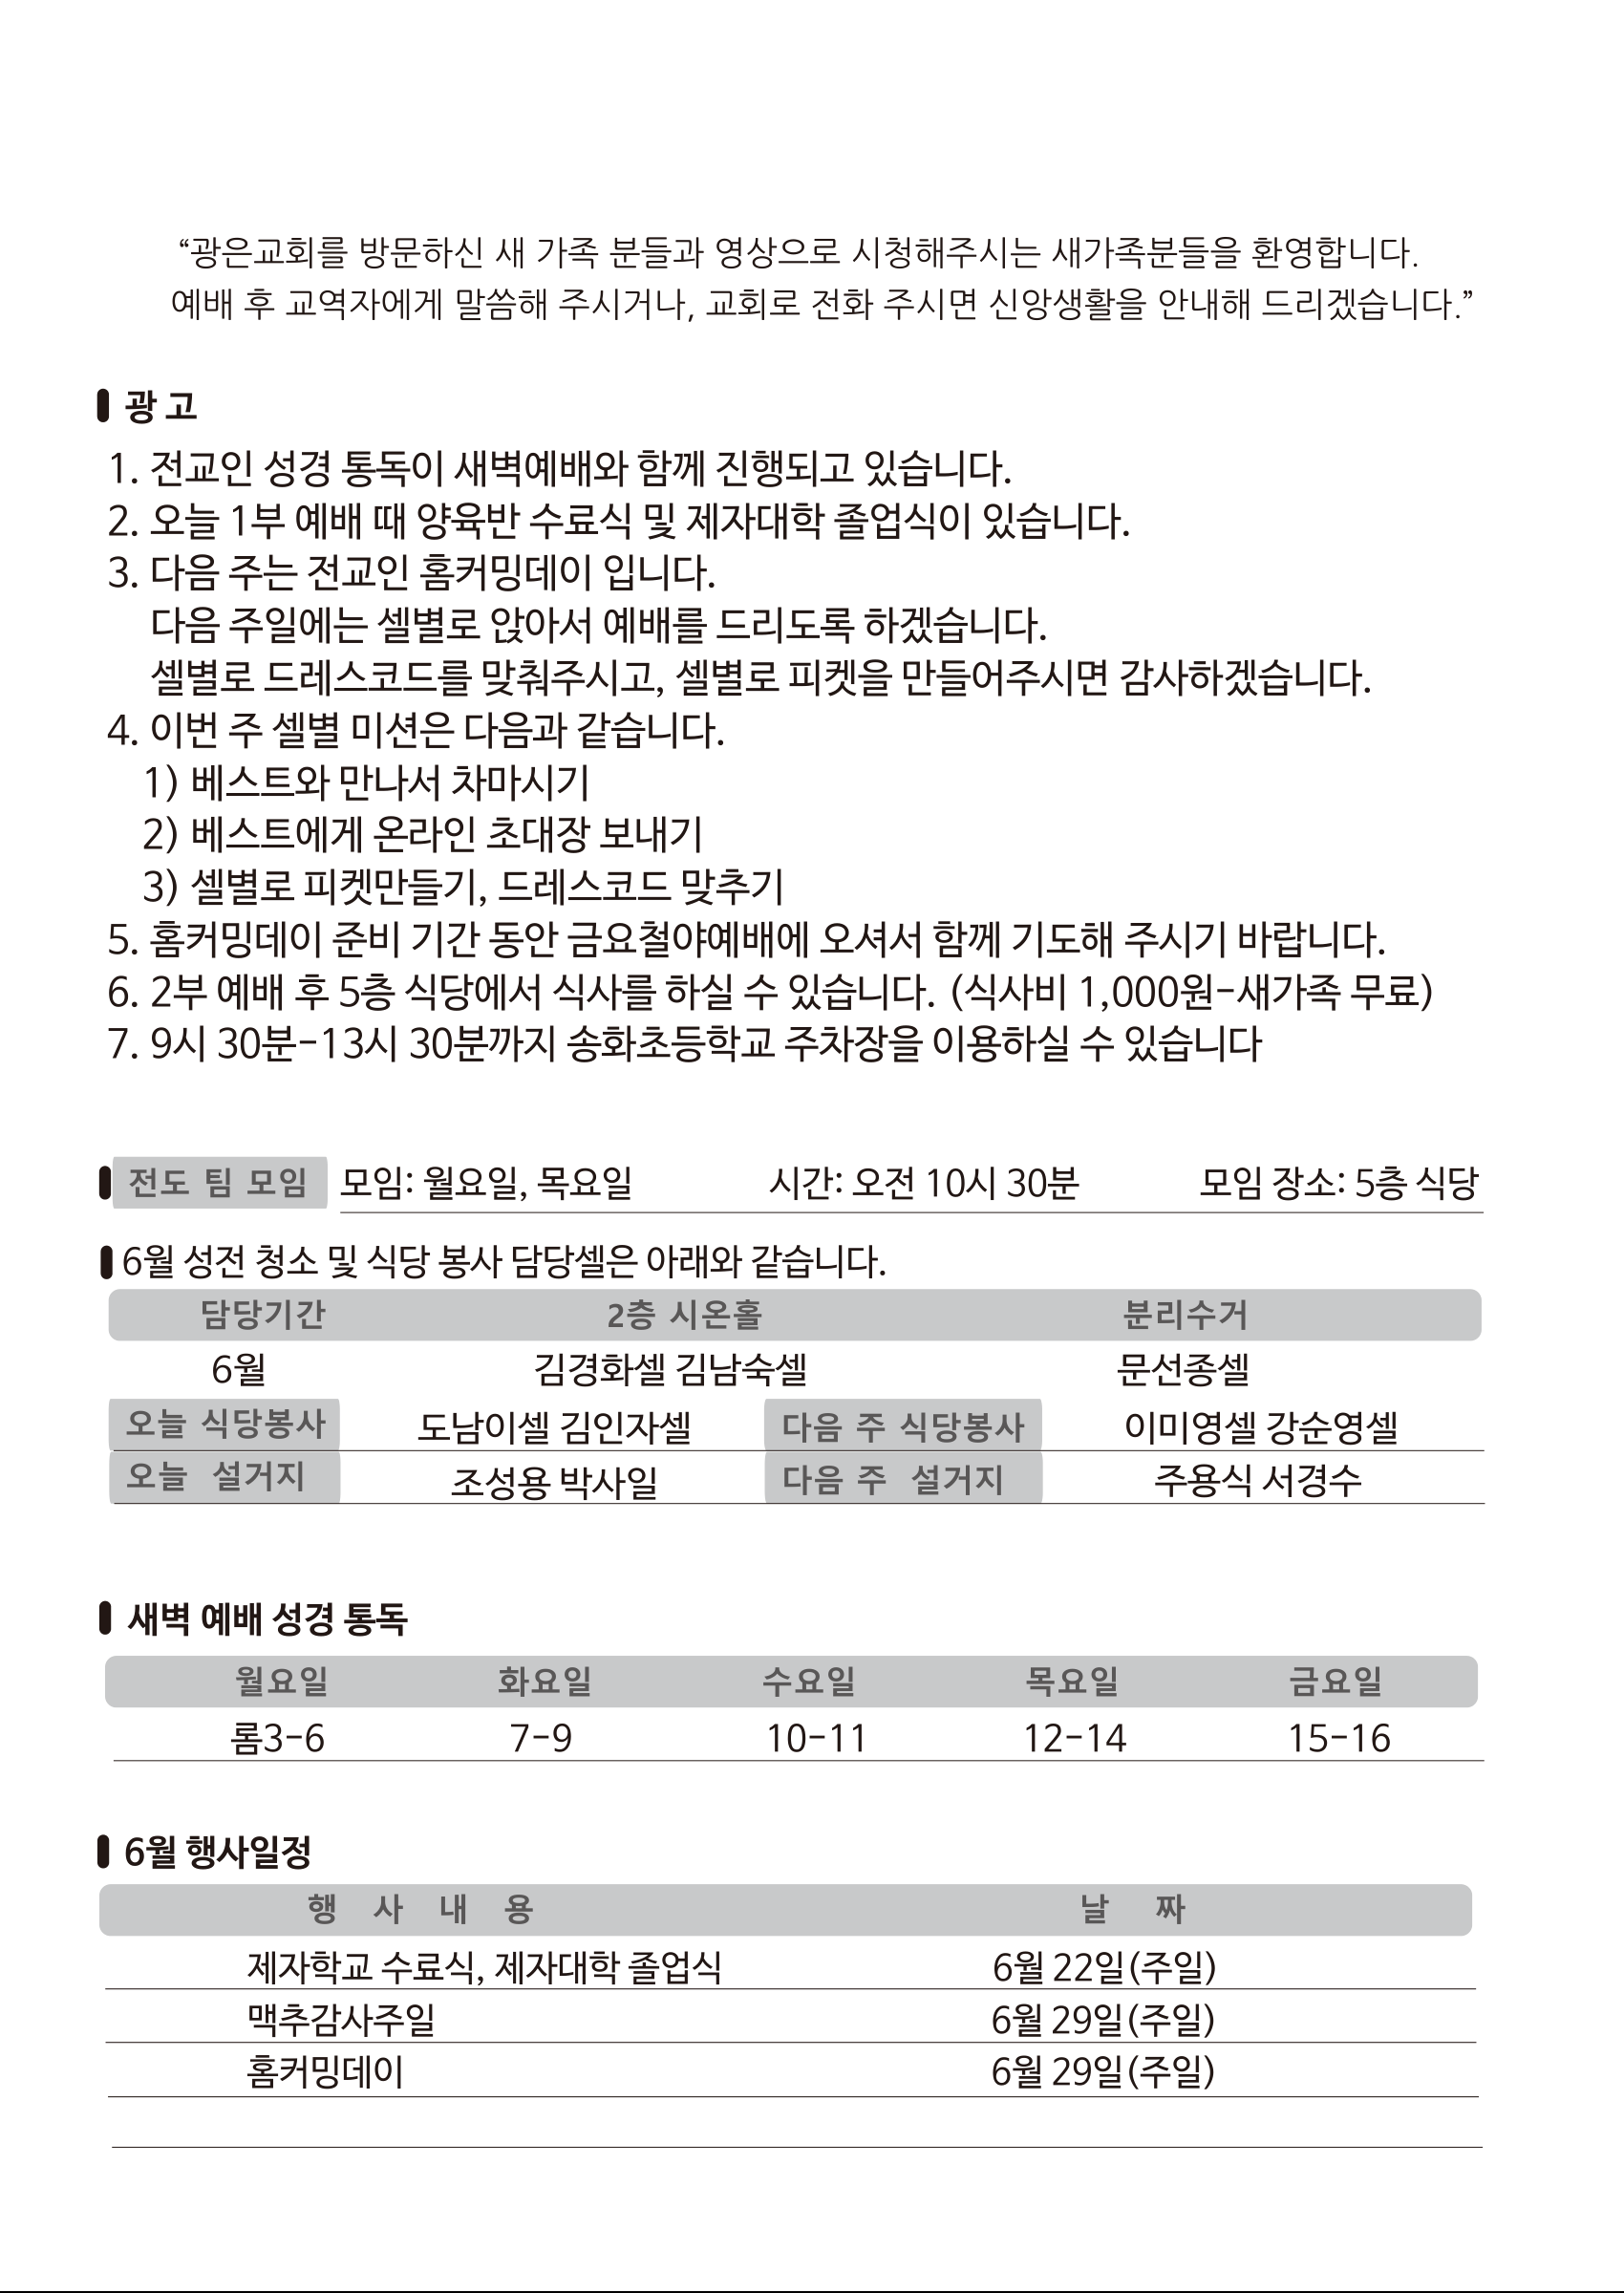 “광은교회를 방문하신 새 가족 분들과 영상으로 시청해주시는 새가족분들을 환영합니다.
예배 후 교역자에게 말씀해 주시거나, 교회로 전화 주시면 신앙생활을 안내해 드리겠습니다.”
광 고
1. 전교인 성경 통독이 새벽예배와 함께 진행되고 있습니다.
2. 오늘 1부 예배 때 양육반 수료식 및 제자대학 졸업식이 있습니다.
3. 다음 주는 전교인 홈커밍데이 입니다.
다음 주일에는 셀별로 앉아서 예배를 드리도록 하겠습니다.
셀별로 드레스코드를 맞춰주시고, 셀별로 피켓을 만들어주시면 감사하겠습니다.
4. 이번 주 셀별 미션은 다음과 같습니다.
1) 베스트와 만나서 차마시기
2) 베스트에게 온라인 초대장 보내기
3) 셀별로 피켓만들기, 드레스코드 맞추기
5. 홈커밍데이 준비 기간 동안 금요철야예배에 오셔서 함께 기도해 주시기 바랍니다.
6. 2부 예배 후 5층 식당에서 식사를 하실 수 있습니다. (식사비 1,000원-새가족 무료)
7. 9시 30분-13시 30분까지 송화초등학교 주차장을 이용하실 수 있습니다
전도 팀 모임 모임: 월요일, 목요일 시간: 오전 10시 30분 모임 장소: 5층 식당
6월 성전 청소 및 식당 봉사 담당셀은 아래와 같습니다.
담당기간 2층 시온홀 분리수거
6월 김경화셀 김남숙셀 문선종셀
오늘 식당봉사 도남이셀 김인자셀 다음 주 식당봉사 이미영셀 강순영셀
오늘 설거지 조성용 박사일 다음 주 설거지 주용식 서경수
새벽 예배 성경 통독
월요일 화요일 수요일 목요일 금요일
롬3-6 7-9 10-11 12-14 15-16
6월 행사일정
행 사 내 용 날 짜
제자학교 수료식, 제자대학 졸업식 6월 22일(주일)
맥추감사주일 6월 29일(주일)
홈커밍데이 6월 29일(주일)